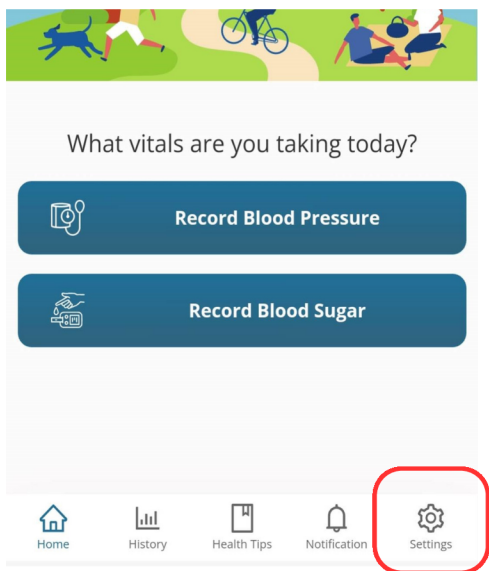 What vitals are you taking today?
Record Blood Pressure
Record Blood Sugar
Home History Health Tips Notification Settings